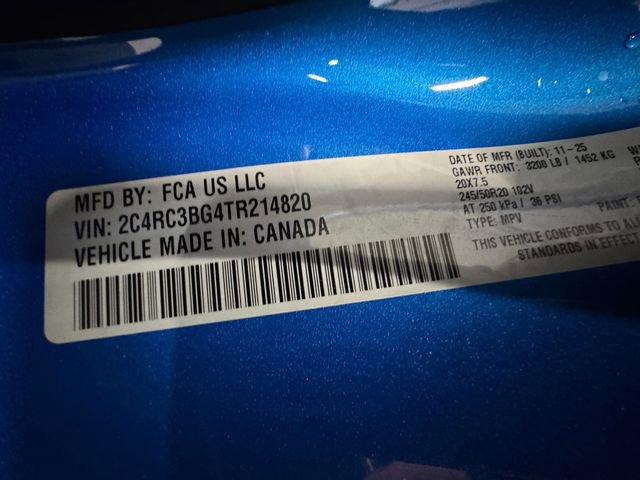 MFD BY: FCA US LLC
VIN: 2C4RC3BG4TR214820
VEHICLE MADE IN: CANADA
DATE OF MFR (BUILT): 11-25
GAWR FRONT: 3200 LB / 1452 KG
20X7.5
245/50R20 102V
AT 250 kPa / 36 PSI
TYPE: MPV
PAINT:
THIS VEHICLE CONFORMS TO AL
STANDARDS IN EFFECT